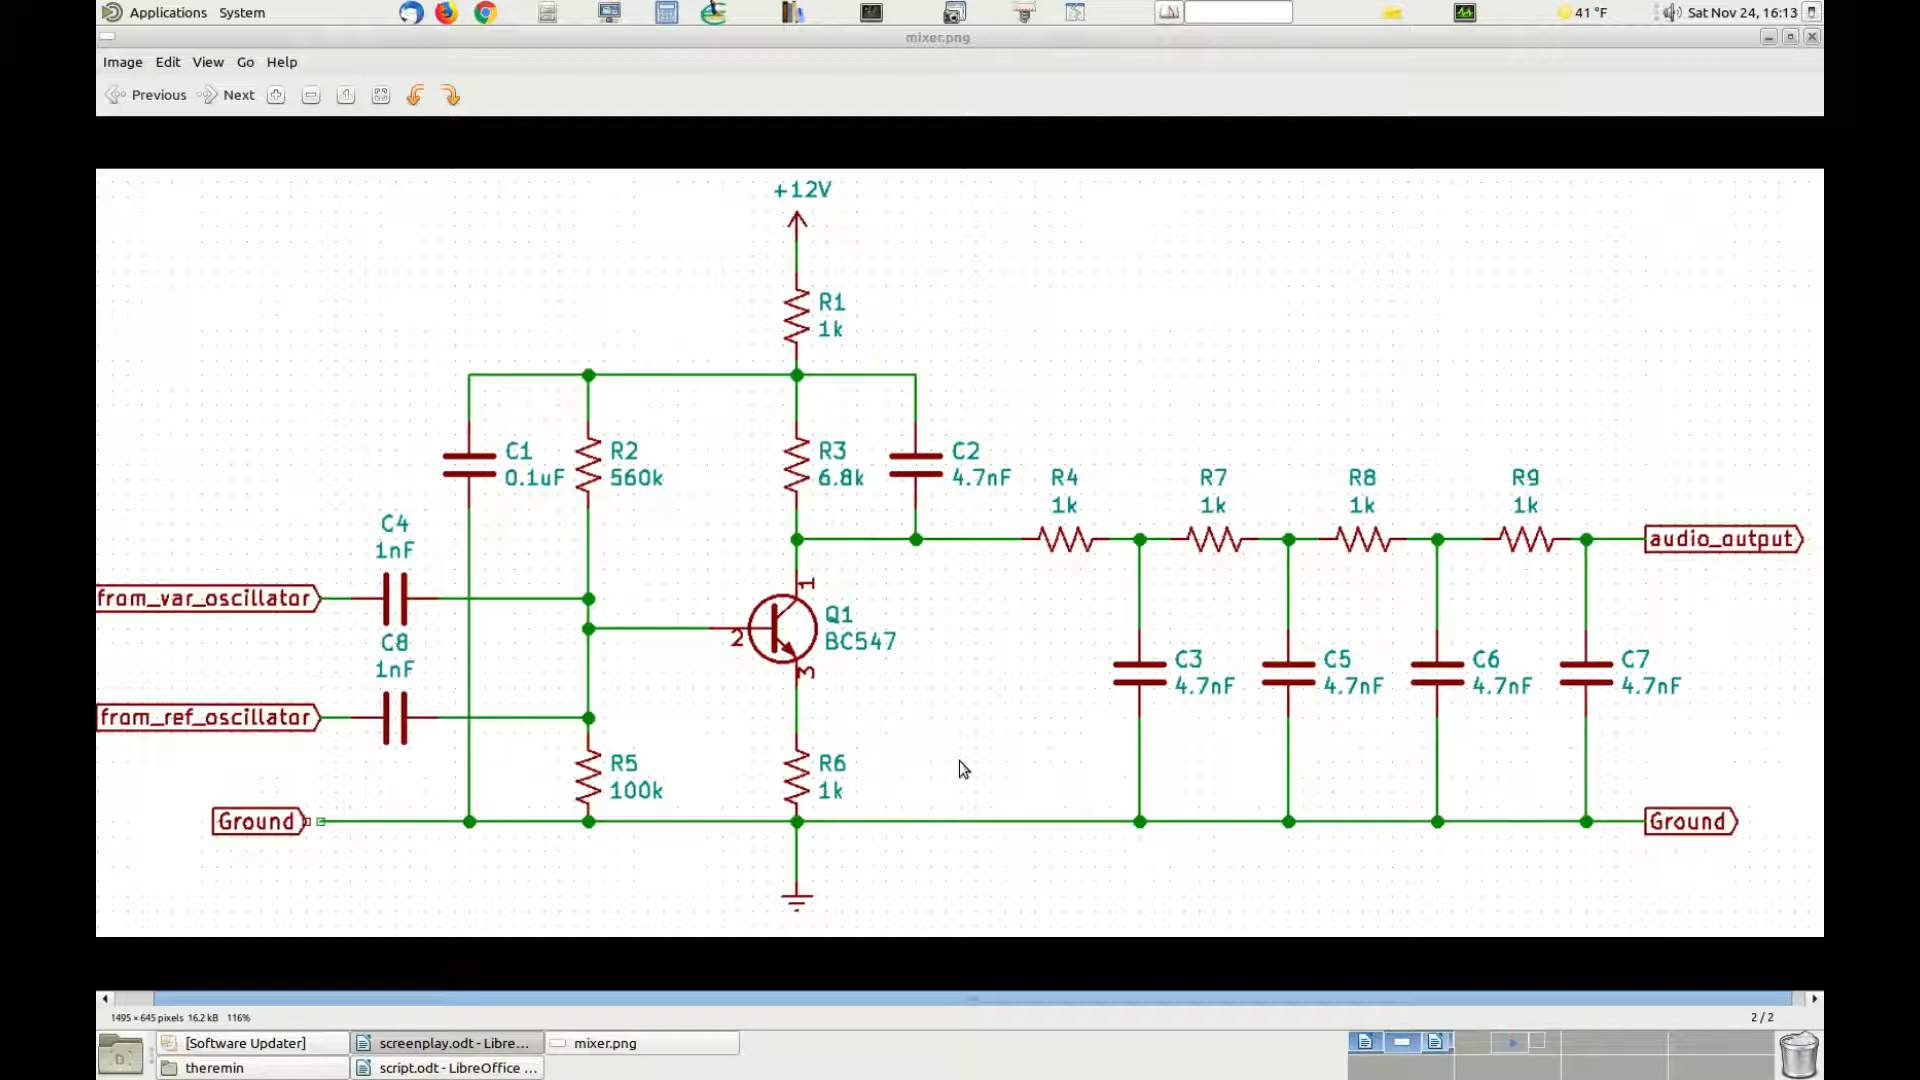 Applications System
41 °F
Sat Nov 24, 16:13
mixer.png
Image Edit View Go Help
Previous Next
+12V
R1
1k
C1
0.1uF
R2
560k
R3
6.8k
C2
4.7nF
R4
1k
R7
1k
R8
1k
R9
1k
audio_output
C4
1nF
from_var_oscillator
1
2
3
Q1
BC547
C8
1nF
from_ref_oscillator
C3
4.7nF
C5
4.7nF
C6
4.7nF
C7
4.7nF
R5
100k
R6
1k
Ground
Ground
1495 × 645 pixels 16.2 kB 116%
2 / 2
[Software Updater]
screenplay.odt - Libre...
mixer.png
theremin
script.odt - LibreOffice ...